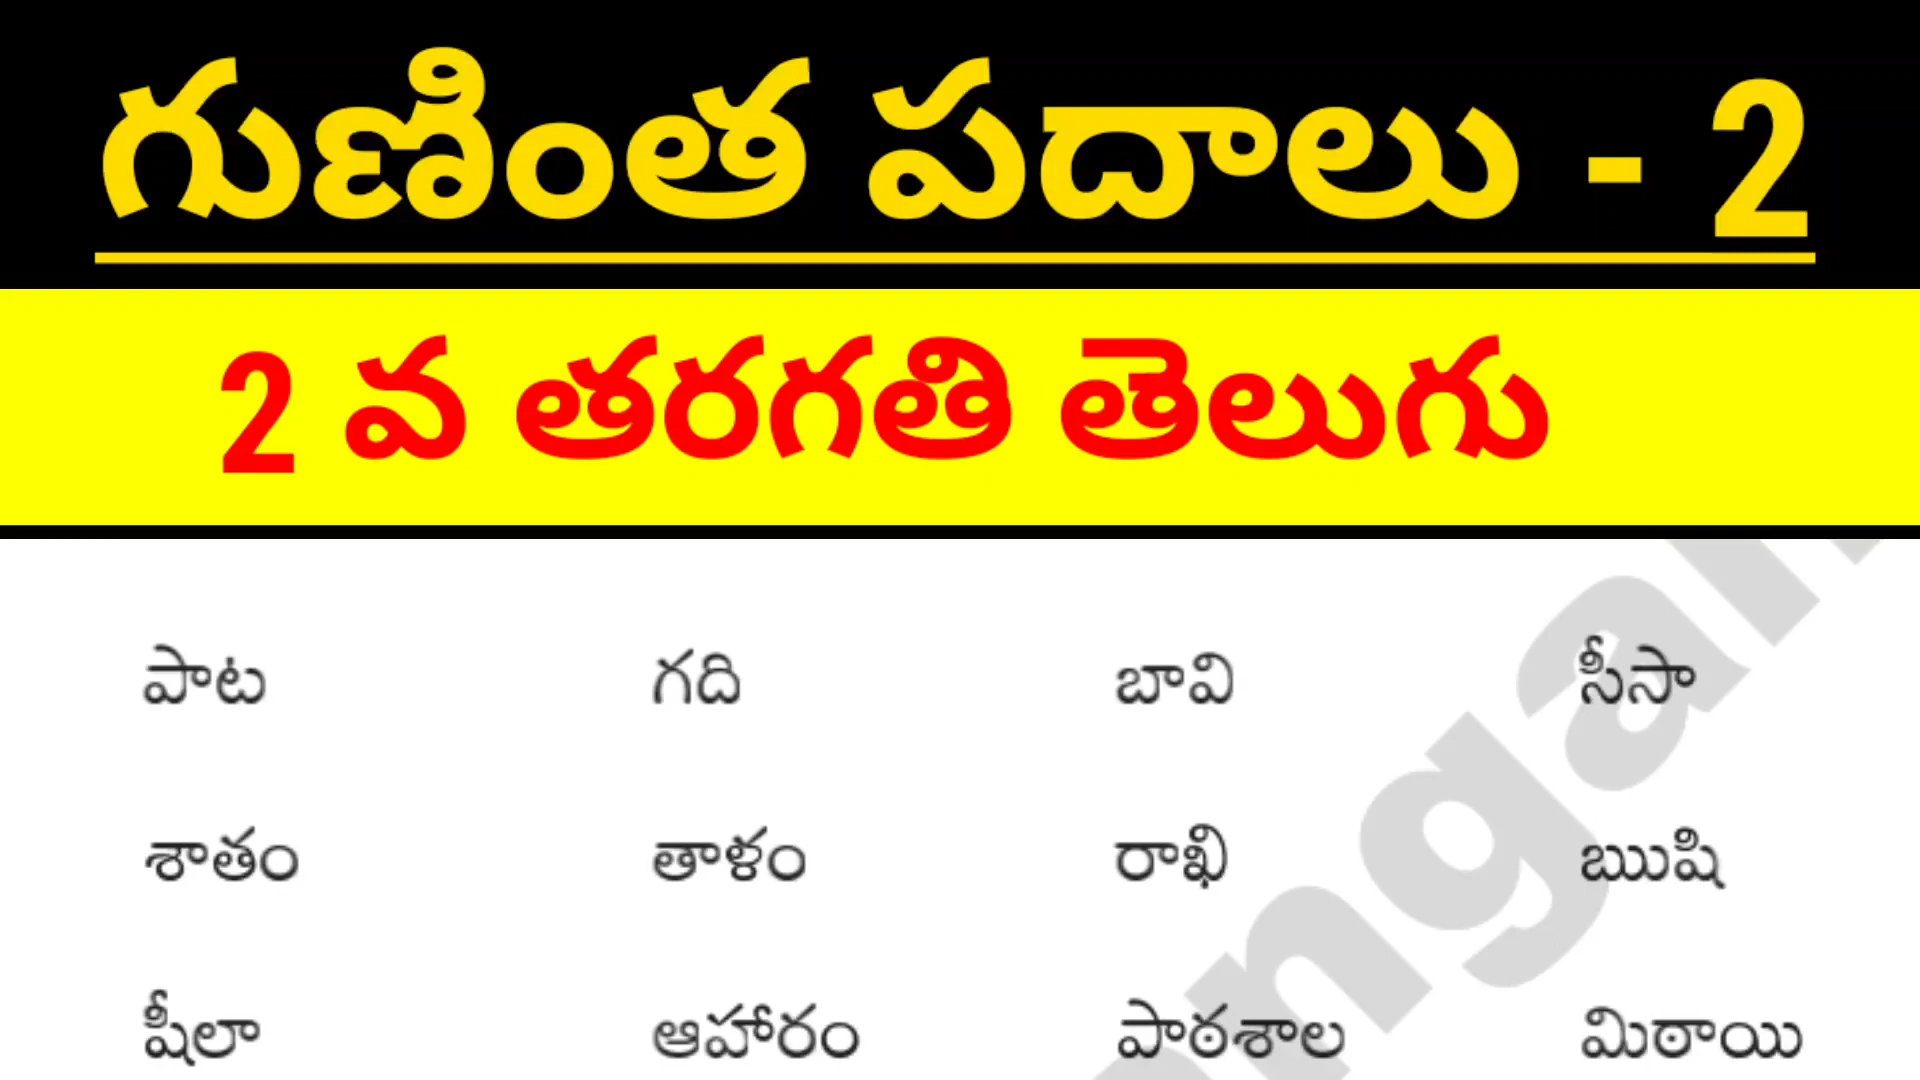 గుణింత పదాలు - 2
2 వ తరగతి తెలుగు
పాట గది బావి సీసా
శాతం తాళం రాఖి ఋషి
షీలా ఆహారం పాఠశాల మిఠాయి